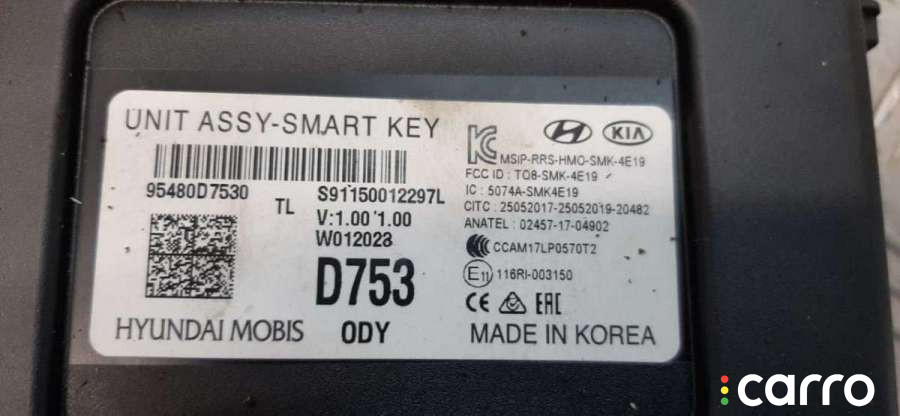 UNIT ASSY-SMART KEY
95480D7530
S91150012297L
TL
V:1.00 1.00
W012023
D753
ODY
HYUNDAI MOBIS
KIA
MSIP-RRS-HMO-SMK-4E19
FCC ID : TQ8-SMK-4E19
IC : 5074A-SMK4E19
CITC : 25052017-25052019-20482
ANATEL : 02457-17-04902
CCAM17LP0570T2
E11 116RI-003150
CE EAC
MADE IN KOREA
carro